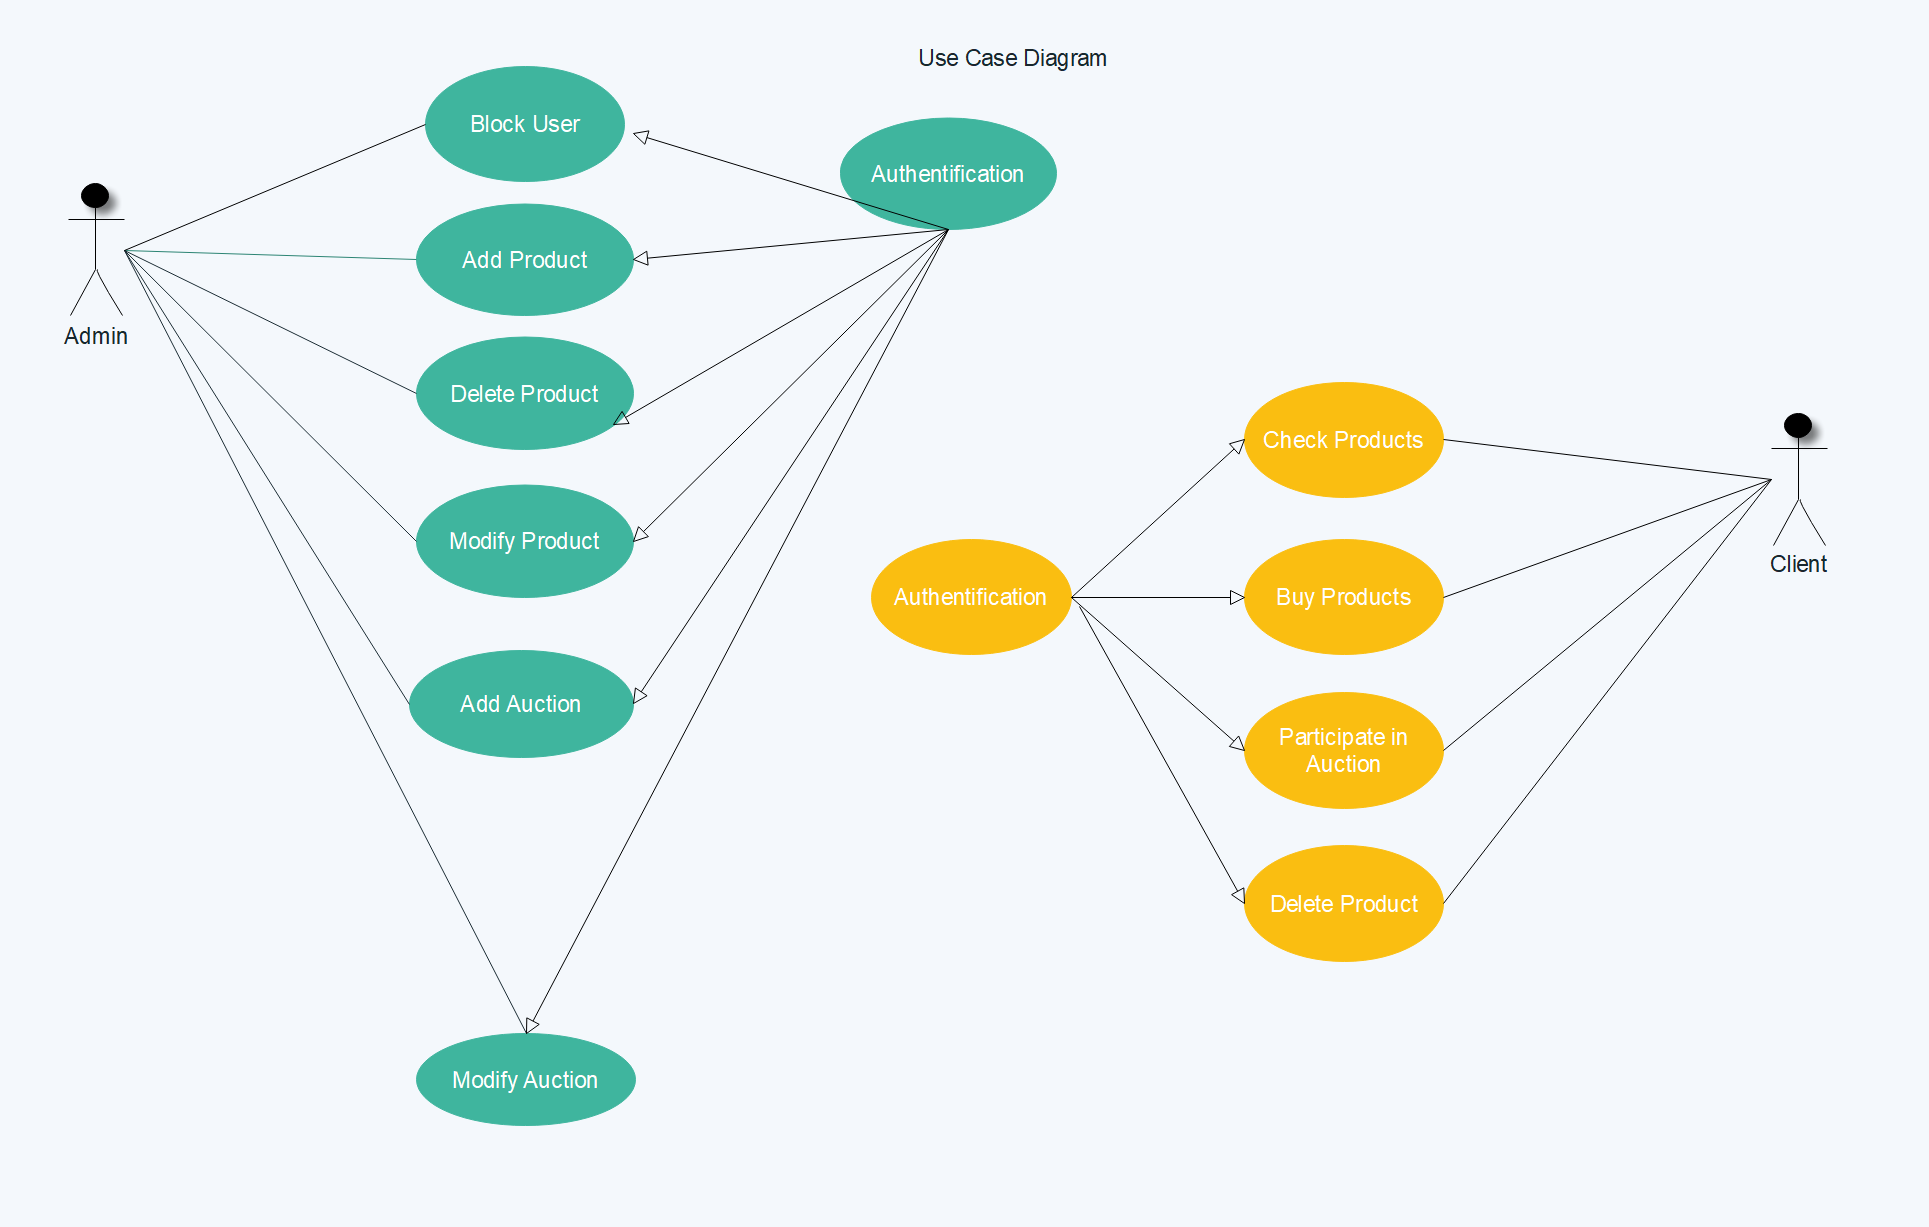 Use Case Diagram
Block User
Authentification
Add Product
Admin
Delete Product
Modify Product
Add Auction
Modify Auction
Check Products
Client
Authentification
Buy Products
Participate in
Auction
Delete Product